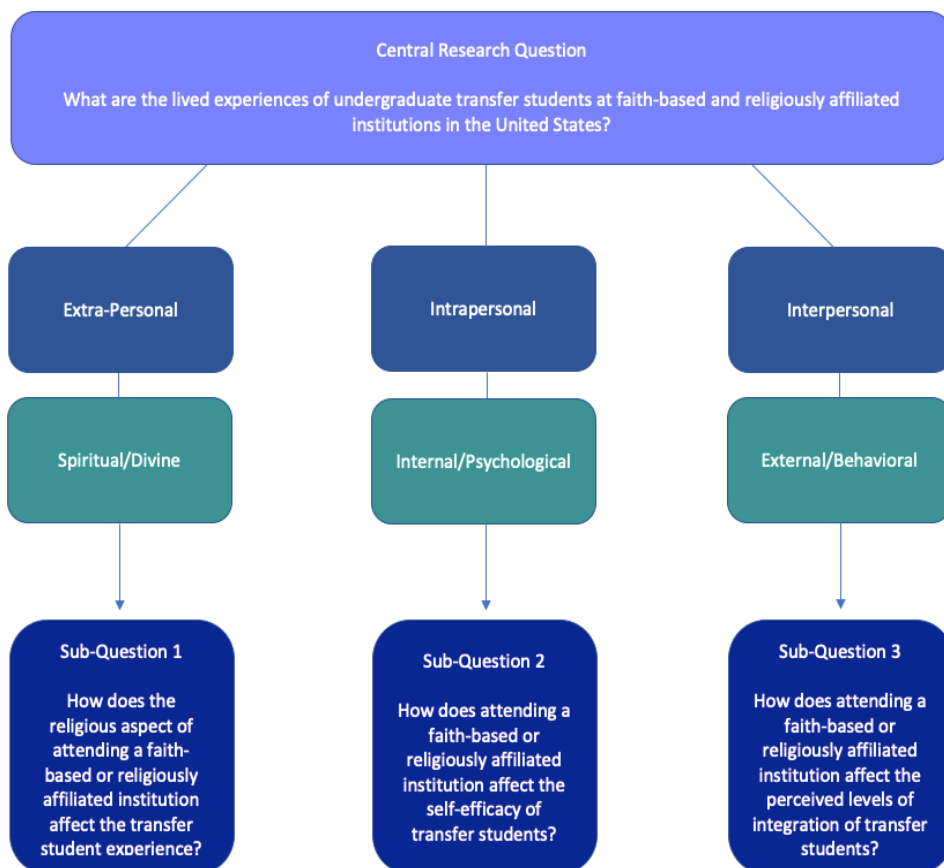 Central Research Question
What are the lived experiences of undergraduate transfer students at faith-based and religiously affiliated
institutions in the United States?
Extra-Personal
Intrapersonal
Interpersonal
Spiritual/Divine
Internal/Psychological
External/Behavioral
Sub-Question 1
How does the
religious aspect of
attending a faith-
based or religiously
affiliated institution
affect the transfer
student experience?
Sub-Question 2
How does attending a
faith-based or
religiously affiliated
institution affect the
self-efficacy of
transfer students?
Sub-Question 3
How does attending a
faith-based or
religiously affiliated
institution affect the
perceived levels of
integration of transfer
students?